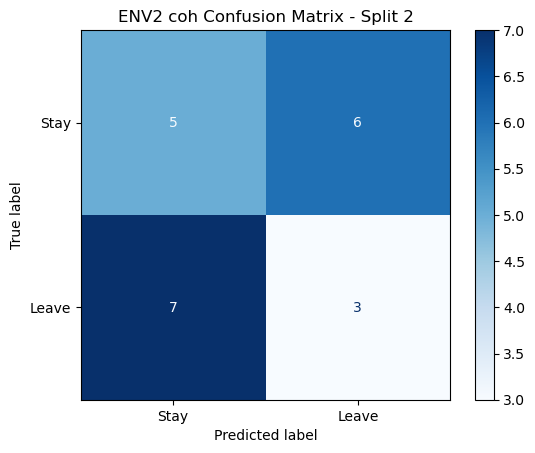 ENV2 coh Confusion Matrix - Split 2
True label
Stay
5
6
Leave
7
3
Stay
Leave
Predicted label
7.0
6.5
6.0
5.5
5.0
4.5
4.0
3.5
3.0